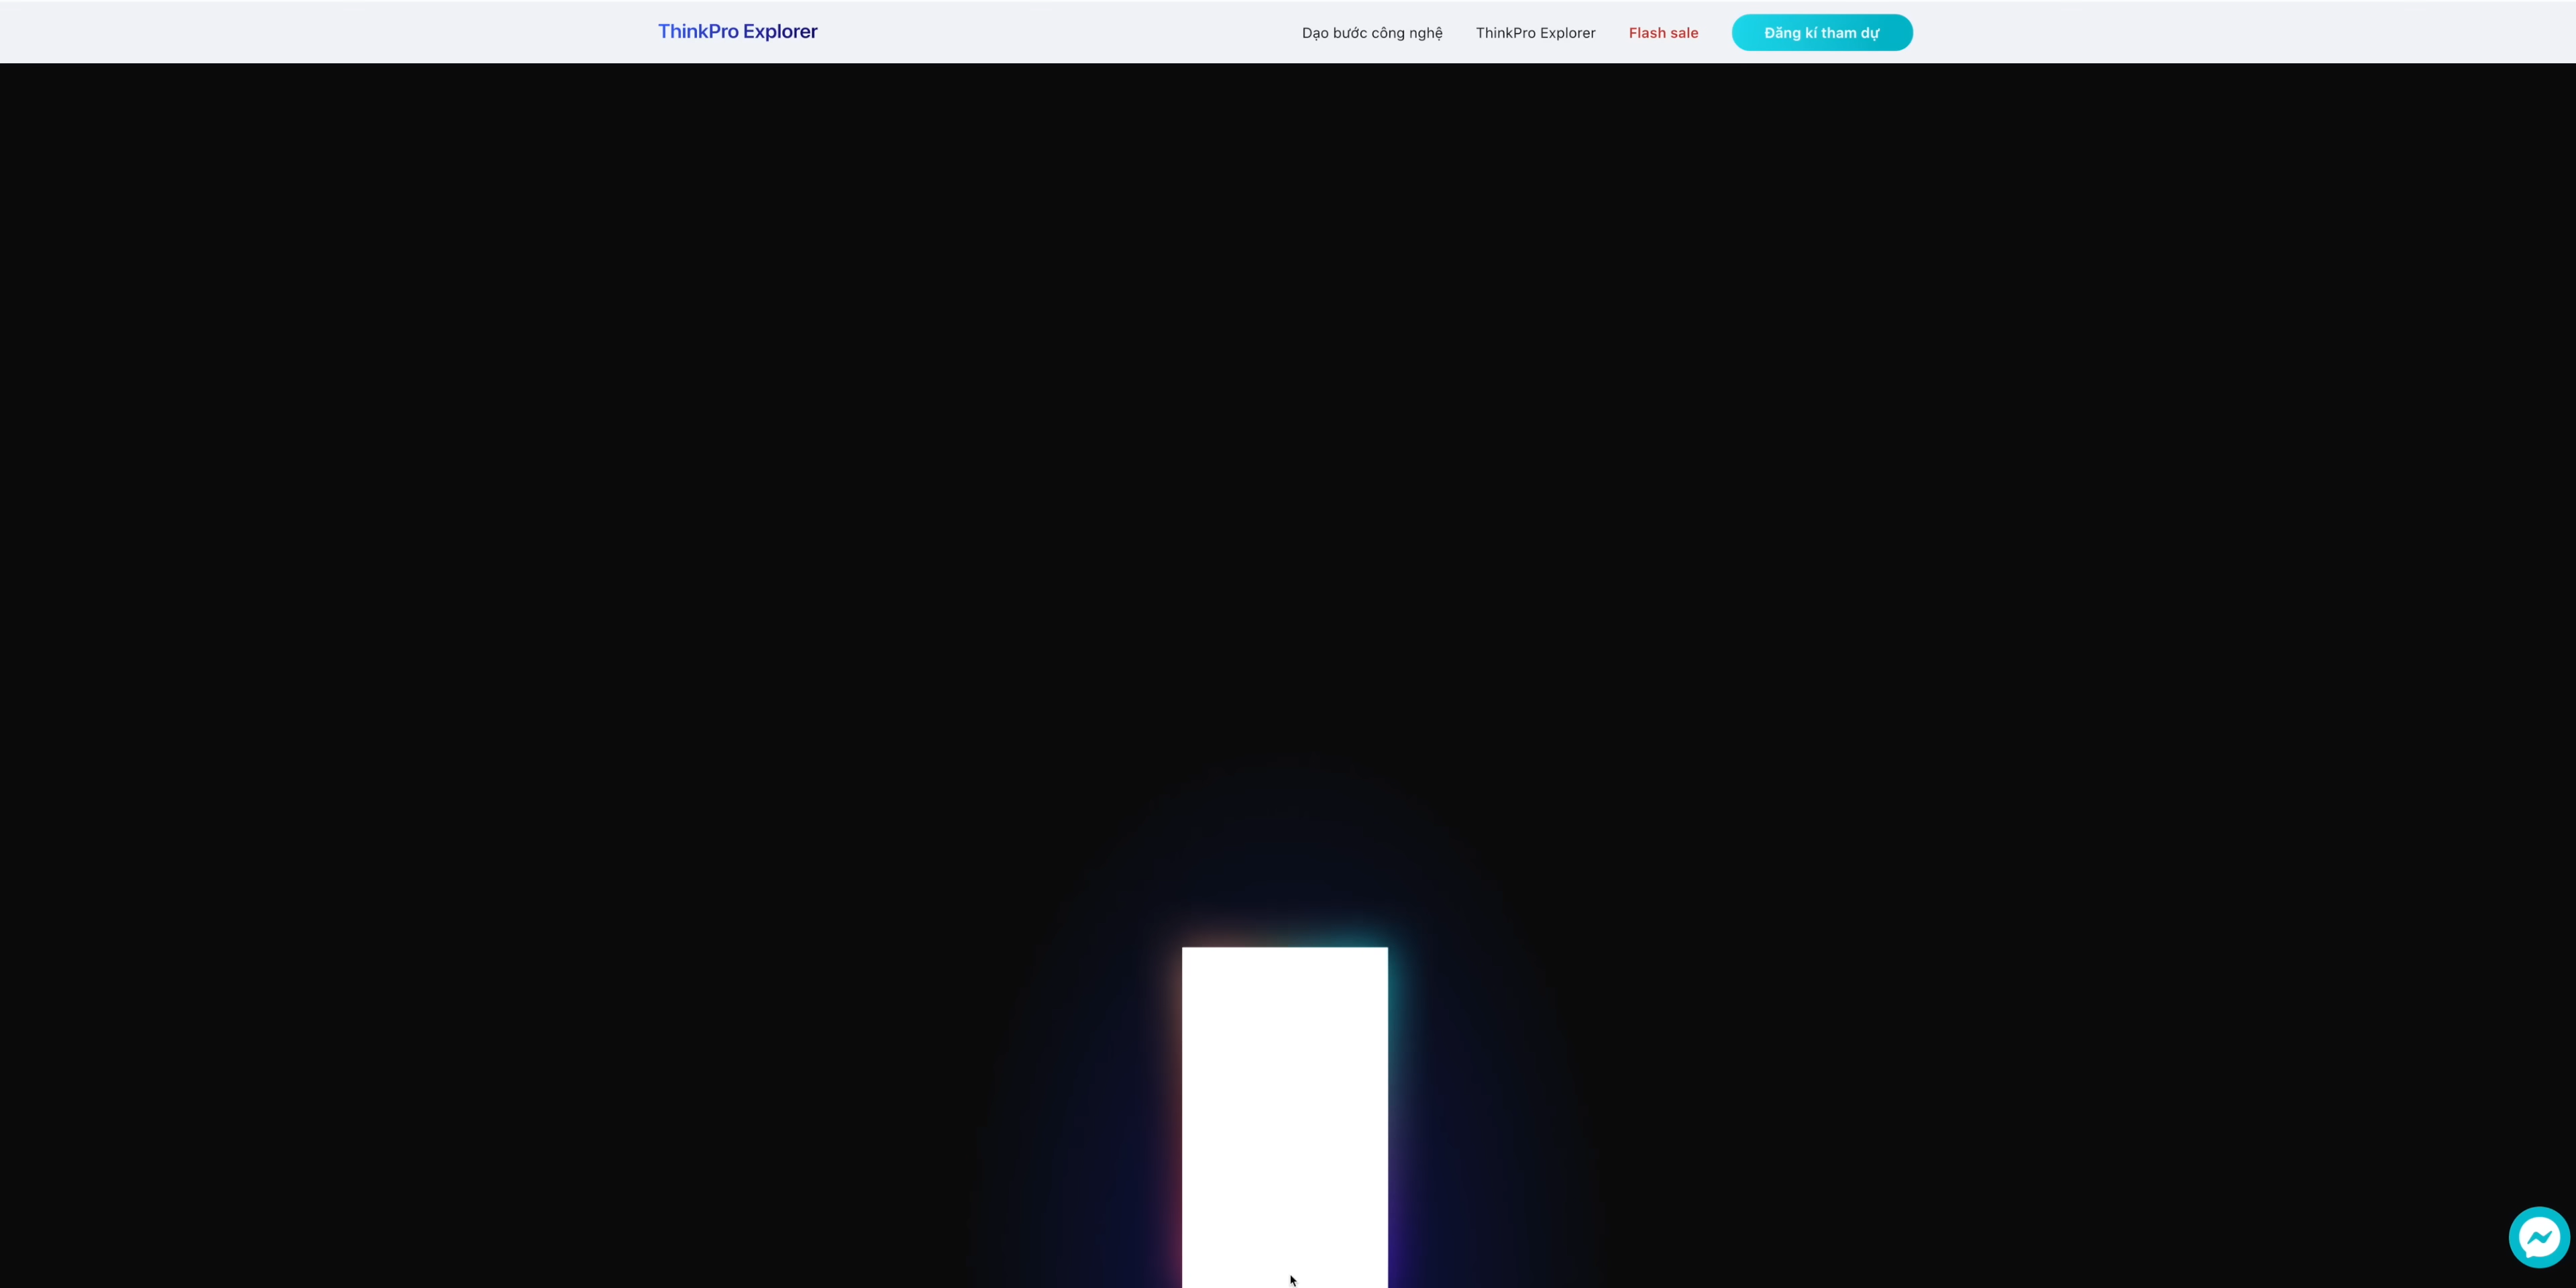 ThinkPro Explorer
Dạo bước công nghệ
ThinkPro Explorer
Flash sale
Đăng kí tham dự